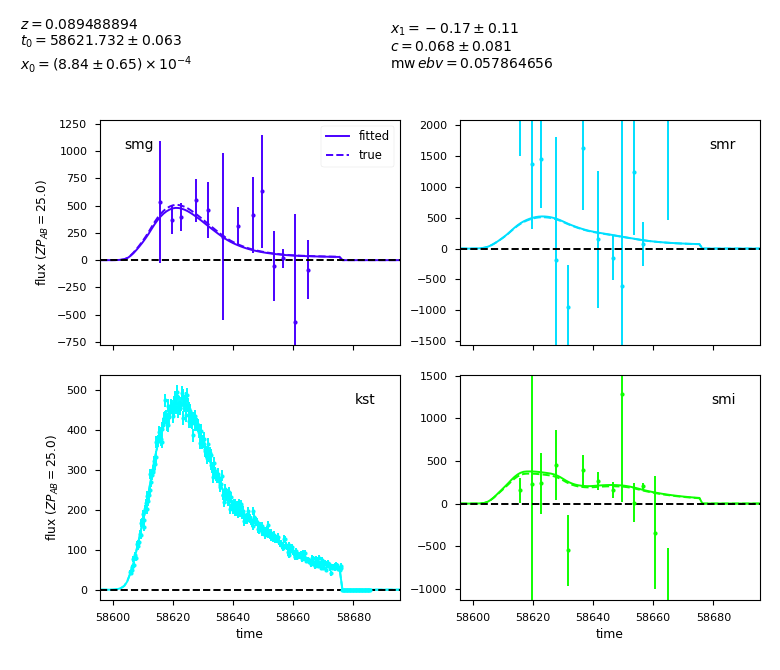 z = 0.089488894
t₀ = 58621.732 ± 0.063
x₀ = (8.84 ± 0.65) × 10⁻⁴
x₁ = −0.17 ± 0.11
c = 0.068 ± 0.081
mw ebv = 0.057864656
1250
1000
750
500
250
0
−250
−500
−750
flux (ZP_AB = 25.0)
smg
fitted
true
2000
1500
1000
500
0
−500
−1000
−1500
smr
500
400
300
200
100
0
flux (ZP_AB = 25.0)
kst
58600 58620 58640 58660 58680
time
1500
1000
500
0
−500
−1000
smi
58600 58620 58640 58660 58680
time